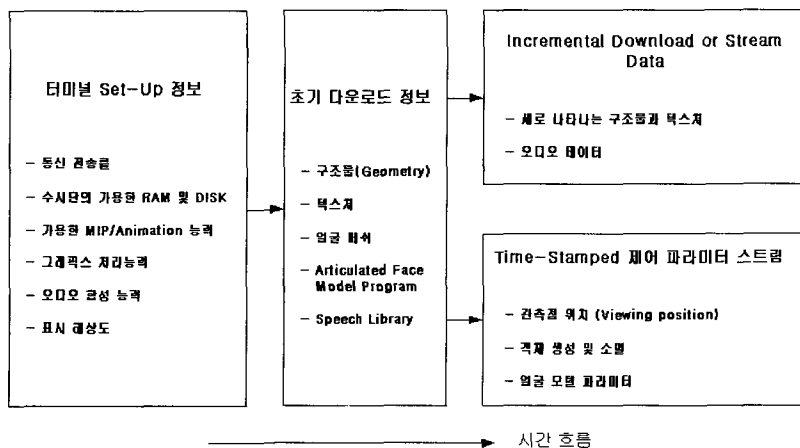 터미널 Set-Up 정보
- 통신 전송률
- 수신단의 가용한 RAM 및 DISK
- 가용한 MIP/Animation 능력
- 그래픽스 처리능력
- 오디오 합성 능력
- 표시 해상도
초기 다운로드 정보
- 구조물(Geometry)
- 텍스쳐
- 얼굴 메쉬
- Articulated Face
Model Program
- Speech Library
Incremental Download or Stream
Data
- 새로 나타나는 구조물과 텍스쳐
- 오디오 데이터
Time-Stamped 제어 파라미터 스트림
- 관측점 위치 (Viewing position)
- 객체 생성 및 소멸
- 얼굴 모델 파라미터
시간 흐름